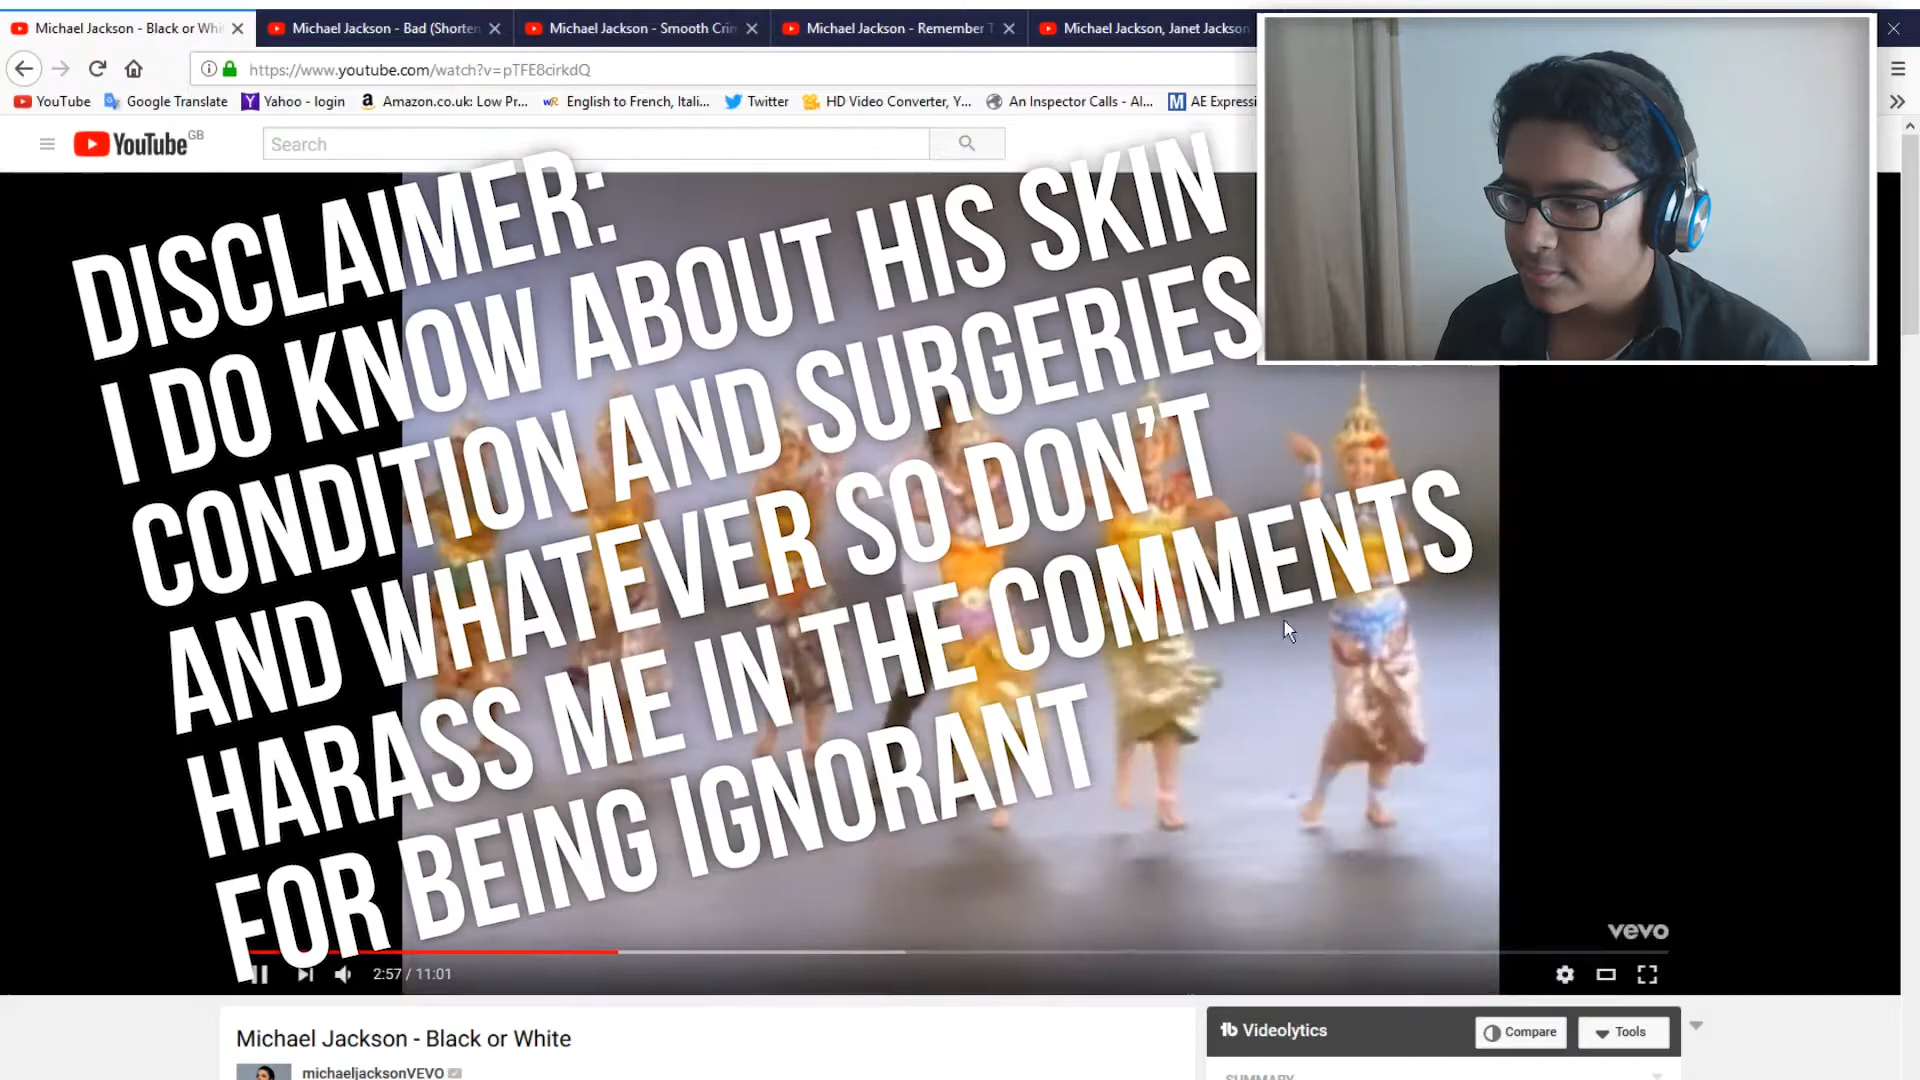 Michael Jackson - Black or Whi
Michael Jackson - Bad (Shorten
Michael Jackson - Smooth Crim
Michael Jackson - Remember T
Michael Jackson, Janet Jackson
https://www.youtube.com/watch?v=pTFE8cirkdQ
YouTube
Google Translate
Yahoo - login
Amazon.co.uk: Low Pr...
English to French, Itali...
Twitter
HD Video Converter, Y...
An Inspector Calls - Al...
AE Expressi
YouTube GB
Search
DISCLAIMER:
I DO KNOW ABOUT HIS SKIN
CONDITION AND SURGERIES
AND WHATEVER SO DON'T
HARASS ME IN THE COMMENTS
FOR BEING IGNORANT
vevo
2:57 / 11:01
Michael Jackson - Black or White
michaeljacksonVEVO
tb Videolytics
Compare
Tools
SUMMARY